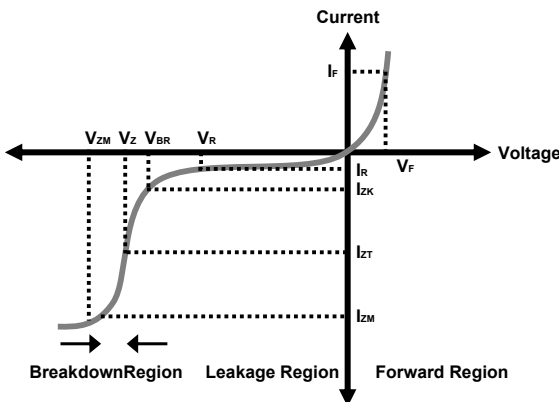 Current
IF
VZM VZ VBR VR
Voltage
VF
IR
IZK
IZT
IZM
BreakdownRegion Leakage Region Forward Region